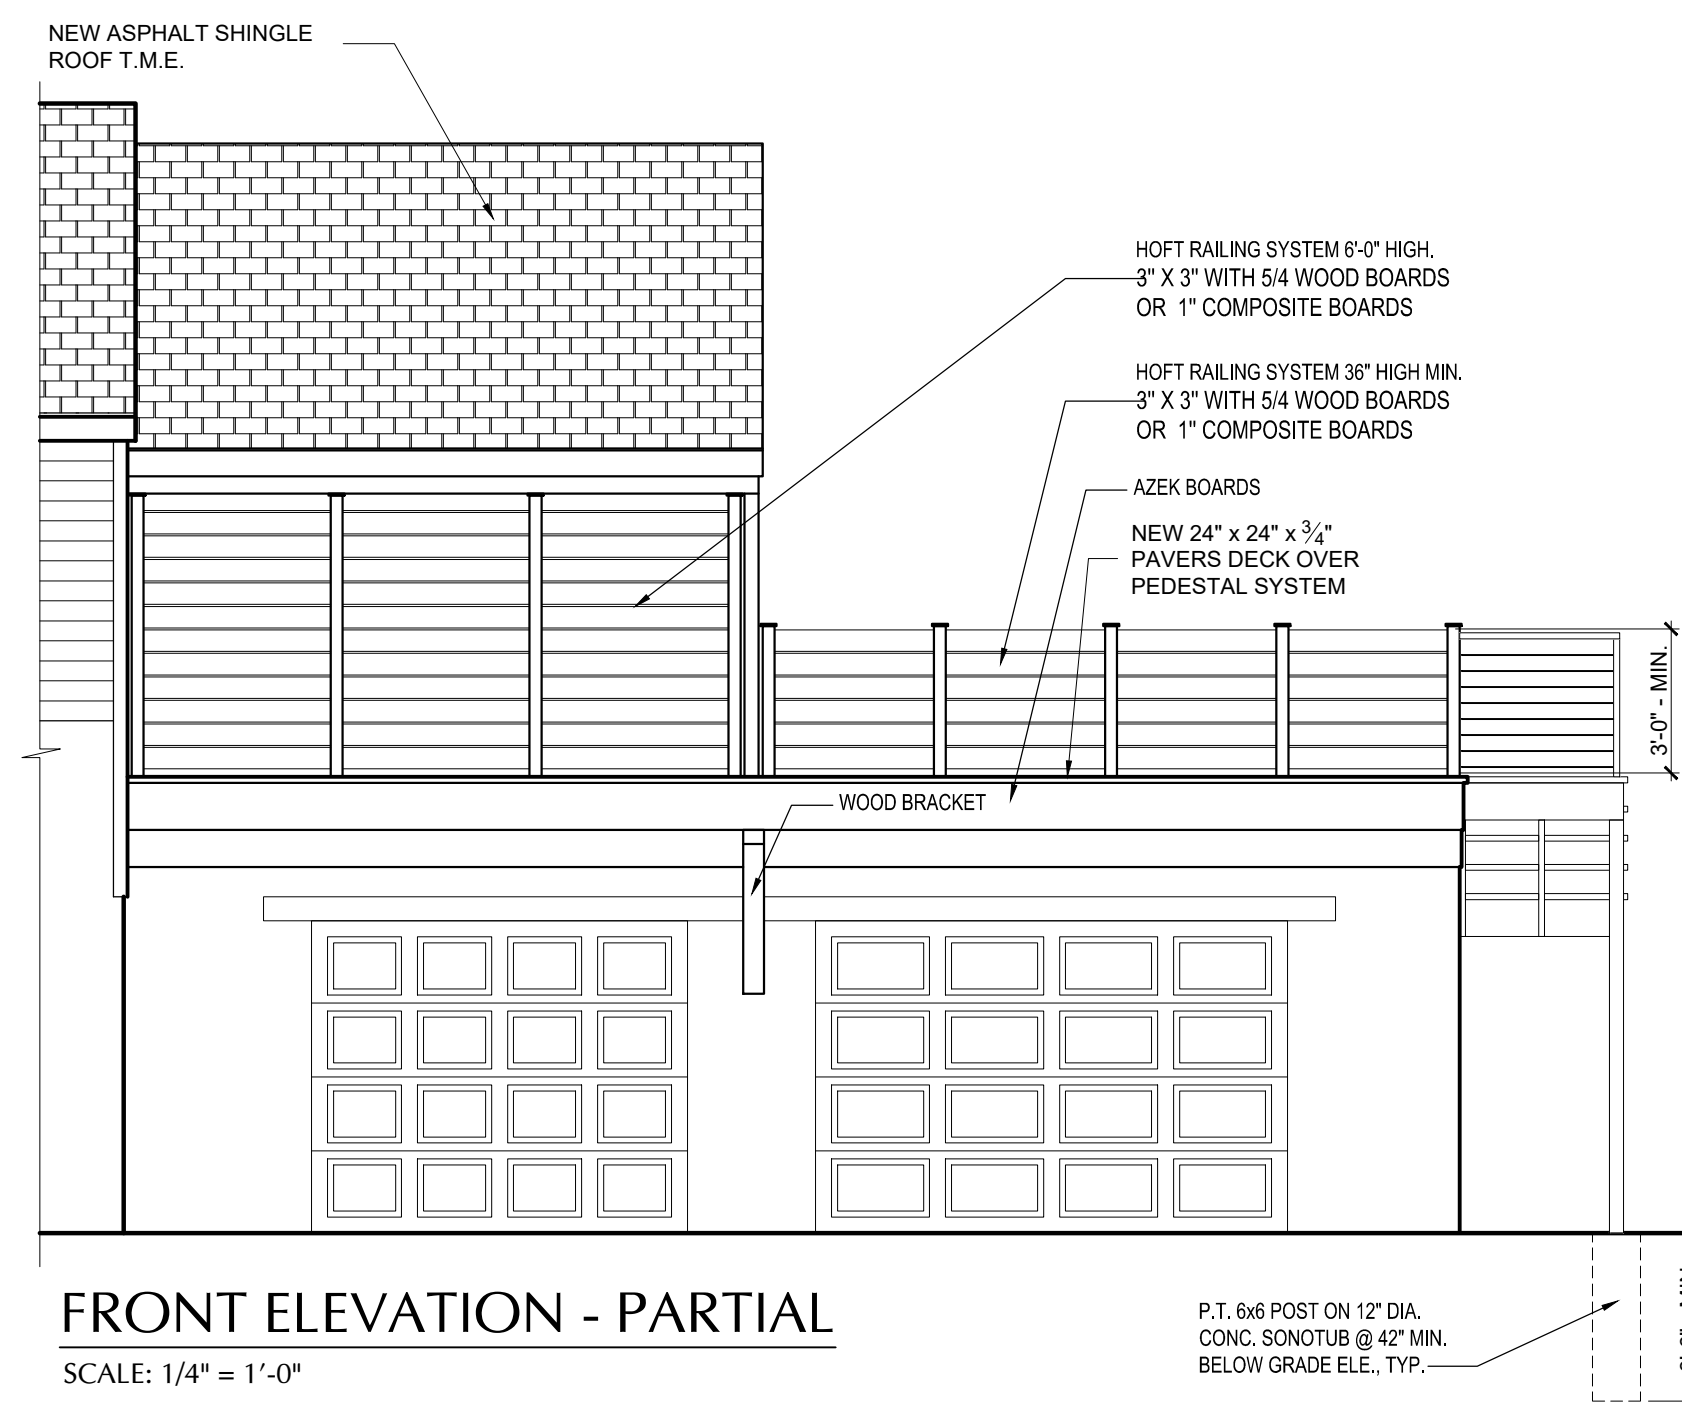 NEW ASPHALT SHINGLE
ROOF T.M.E.
HOFT RAILING SYSTEM 6'-0" HIGH.
3" X 3" WITH 5/4 WOOD BOARDS
OR 1" COMPOSITE BOARDS
HOFT RAILING SYSTEM 36" HIGH MIN.
3" X 3" WITH 5/4 WOOD BOARDS
OR 1" COMPOSITE BOARDS
AZEK BOARDS
NEW 24" x 24" x 3⁄4"
PAVERS DECK OVER
PEDESTAL SYSTEM
3'-0" - MIN.
WOOD BRACKET
FRONT ELEVATION - PARTIAL
SCALE: 1/4" = 1'-0"
P.T. 6x6 POST ON 12" DIA.
CONC. SONOTUB @ 42" MIN.
BELOW GRADE ELE., TYP.